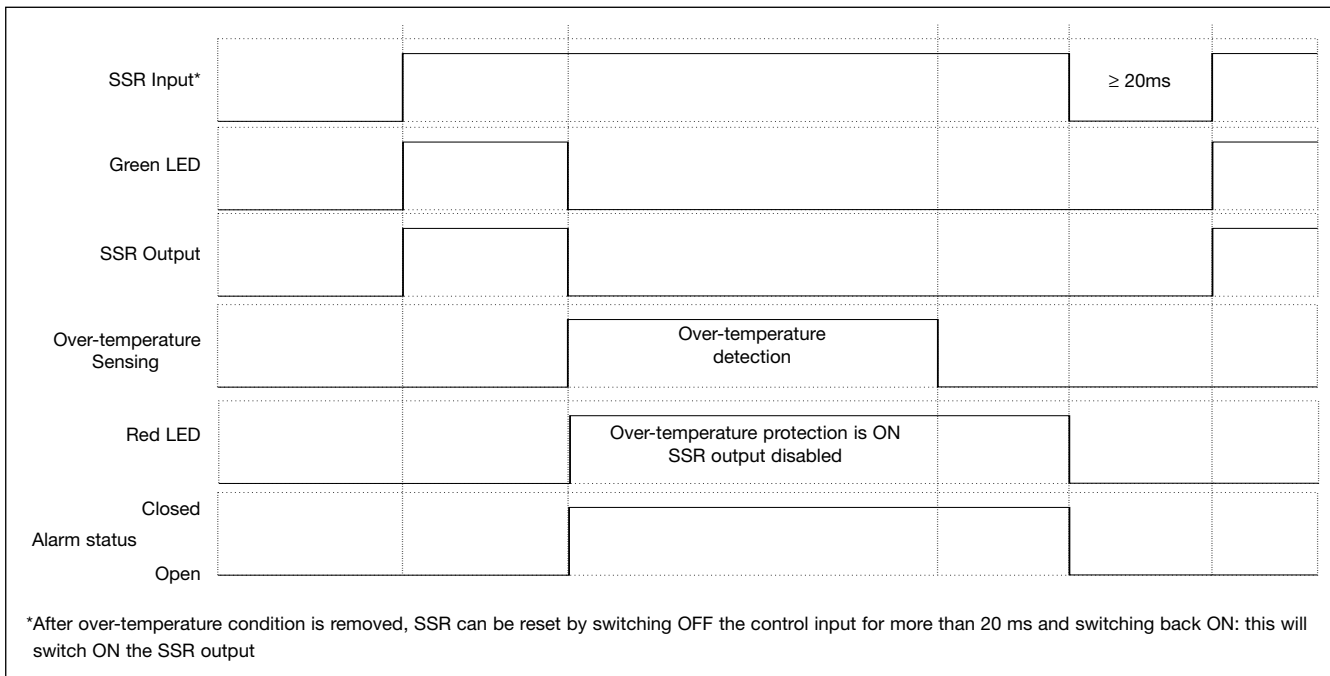 SSR Input*
≥ 20ms
Green LED
SSR Output
Over-temperature
Sensing
Over-temperature
detection
Red LED
Over-temperature protection is ON
SSR output disabled
Closed
Alarm status
Open
*After over-temperature condition is removed, SSR can be reset by switching OFF the control input for more than 20 ms and switching back ON: this will
switch ON the SSR output